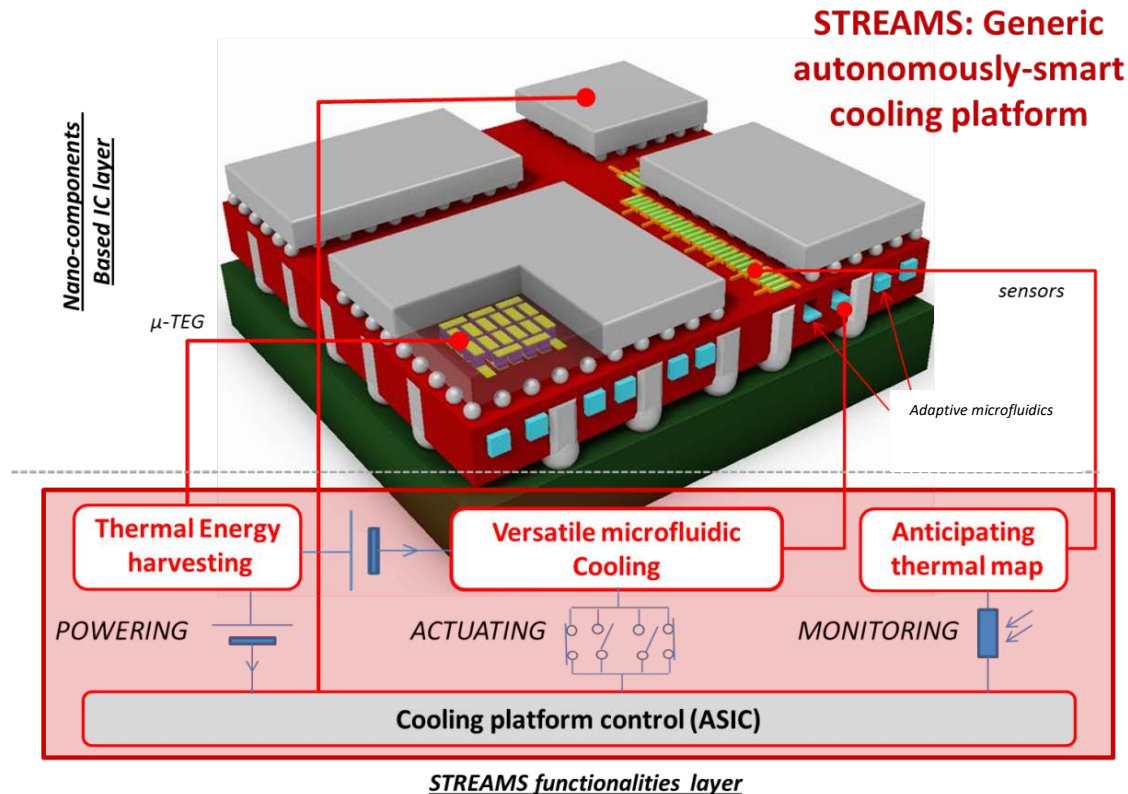 STREAMS: Generic
autonomously-smart
cooling platform
Nano-components
Based IC layer
μ-TEG
sensors
Adaptive microfluidics
Thermal Energy
harvesting
Versatile microfluidic
Cooling
Anticipating
thermal map
POWERING
ACTUATING
MONITORING
Cooling platform control (ASIC)
STREAMS functionalities layer